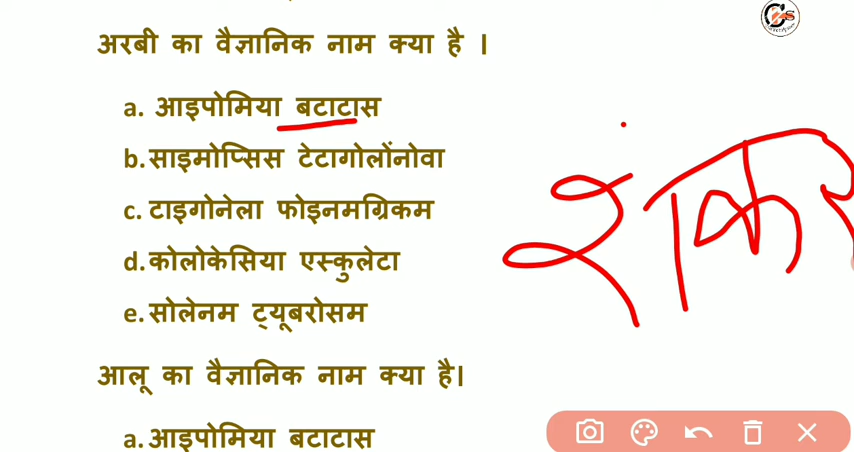 अरबी का वैज्ञानिक नाम क्या है ।
a. आइपोमिया बटाटास
b. साइमोप्सिस टेटागोलोंनोवा
c. टाइगोनेला फोइनमग्रिकम
d. कोलोकेसिया एस्कुलेटा
e. सोलेनम ट्यूबरोसम
आलू का वैज्ञानिक नाम क्या है।
a. आइपोमिया बटाटास